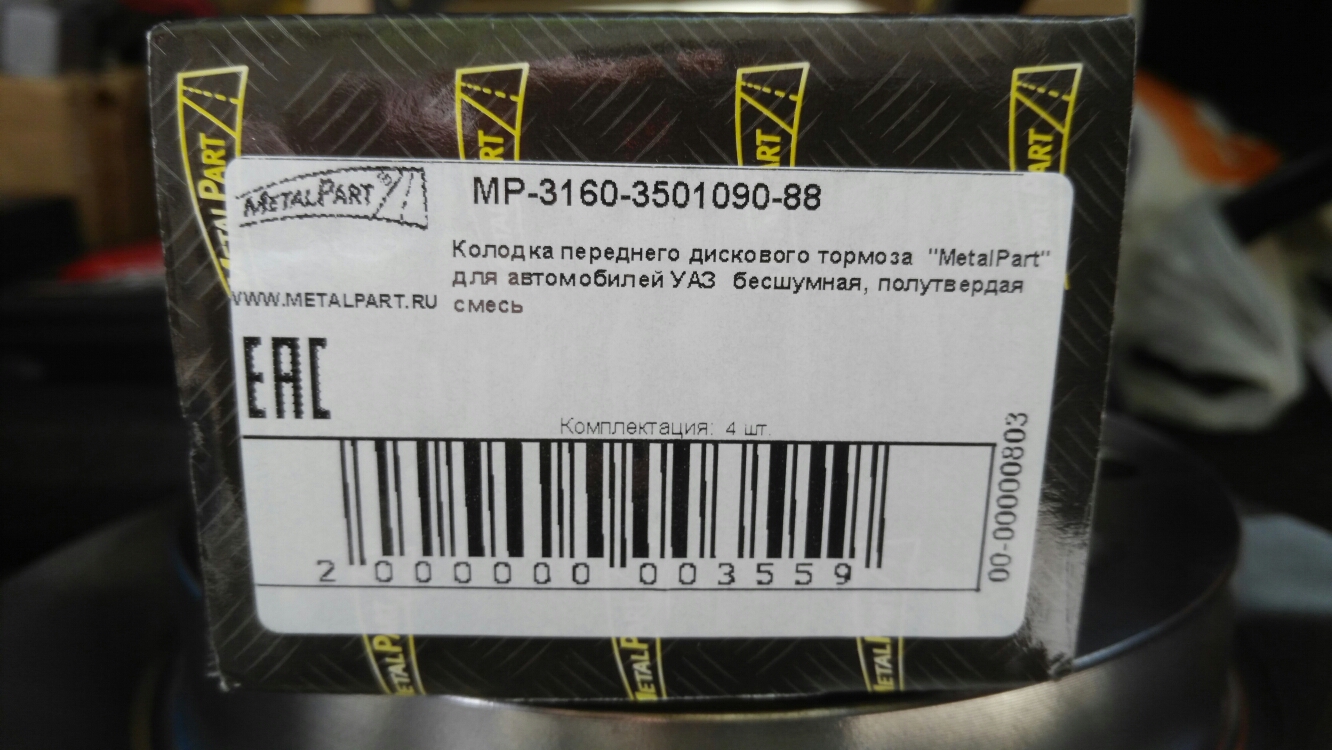 METALPART
METALPART® MP-3160-3501090-88
Колодка переднего дискового тормоза "MetalPart"
для автомобилей УАЗ бесшумная, полутвердая
WWW.METALPART.RU смесь
EAC
Комплектация: 4 шт.
2 000000 003559
00-00000803